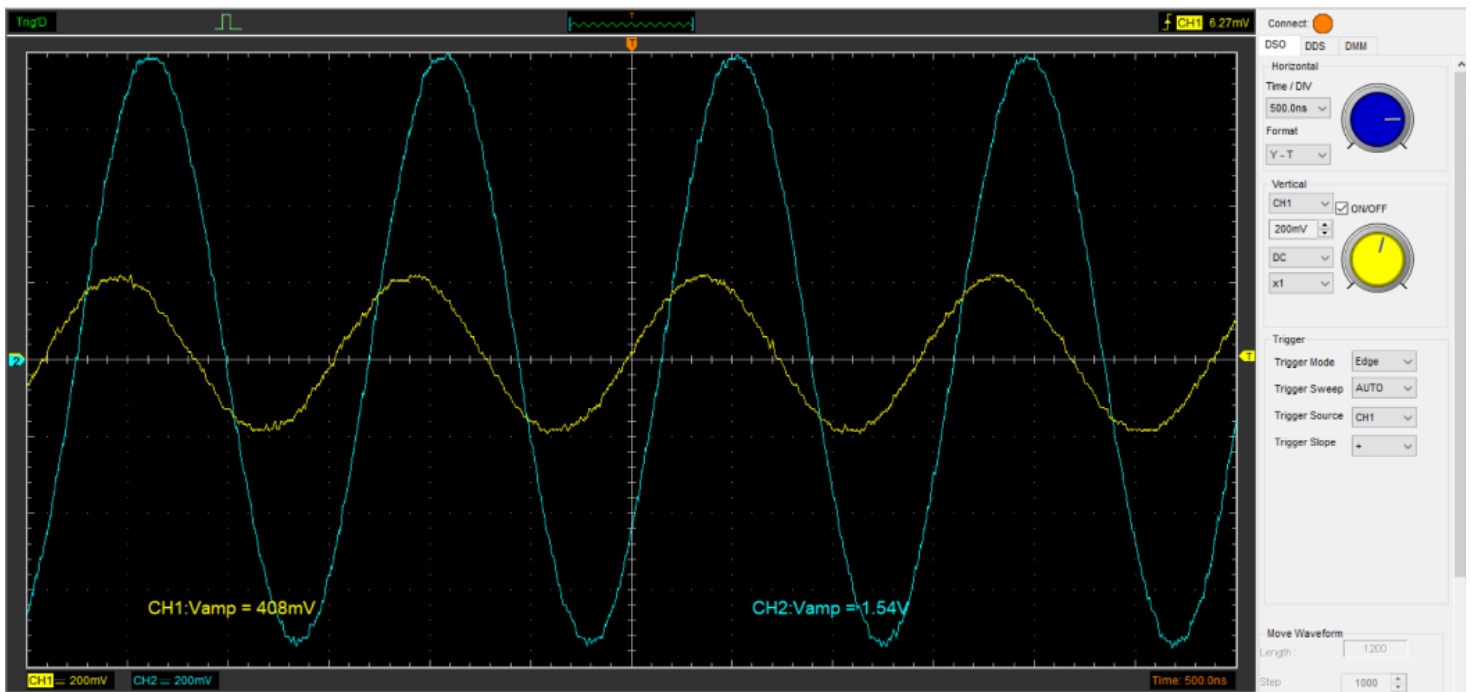 Trig'D
T
CH1 6.27mV
T
2
T
CH1:Vamp = 408mV
CH2:Vamp = 1.54V
CH1 200mV
CH2 200mV
Time: 500.0ns
Connect:
DSO DDS DMM
Horizontal
Time / DIV
500.0ns
Format
Y - T
Vertical
CH1 ON/OFF
200mV
DC
x1
Trigger
Trigger Mode Edge
Trigger Sweep AUTO
Trigger Source CH1
Trigger Slope +
Move Waveform
Length : 1200
Step 1000